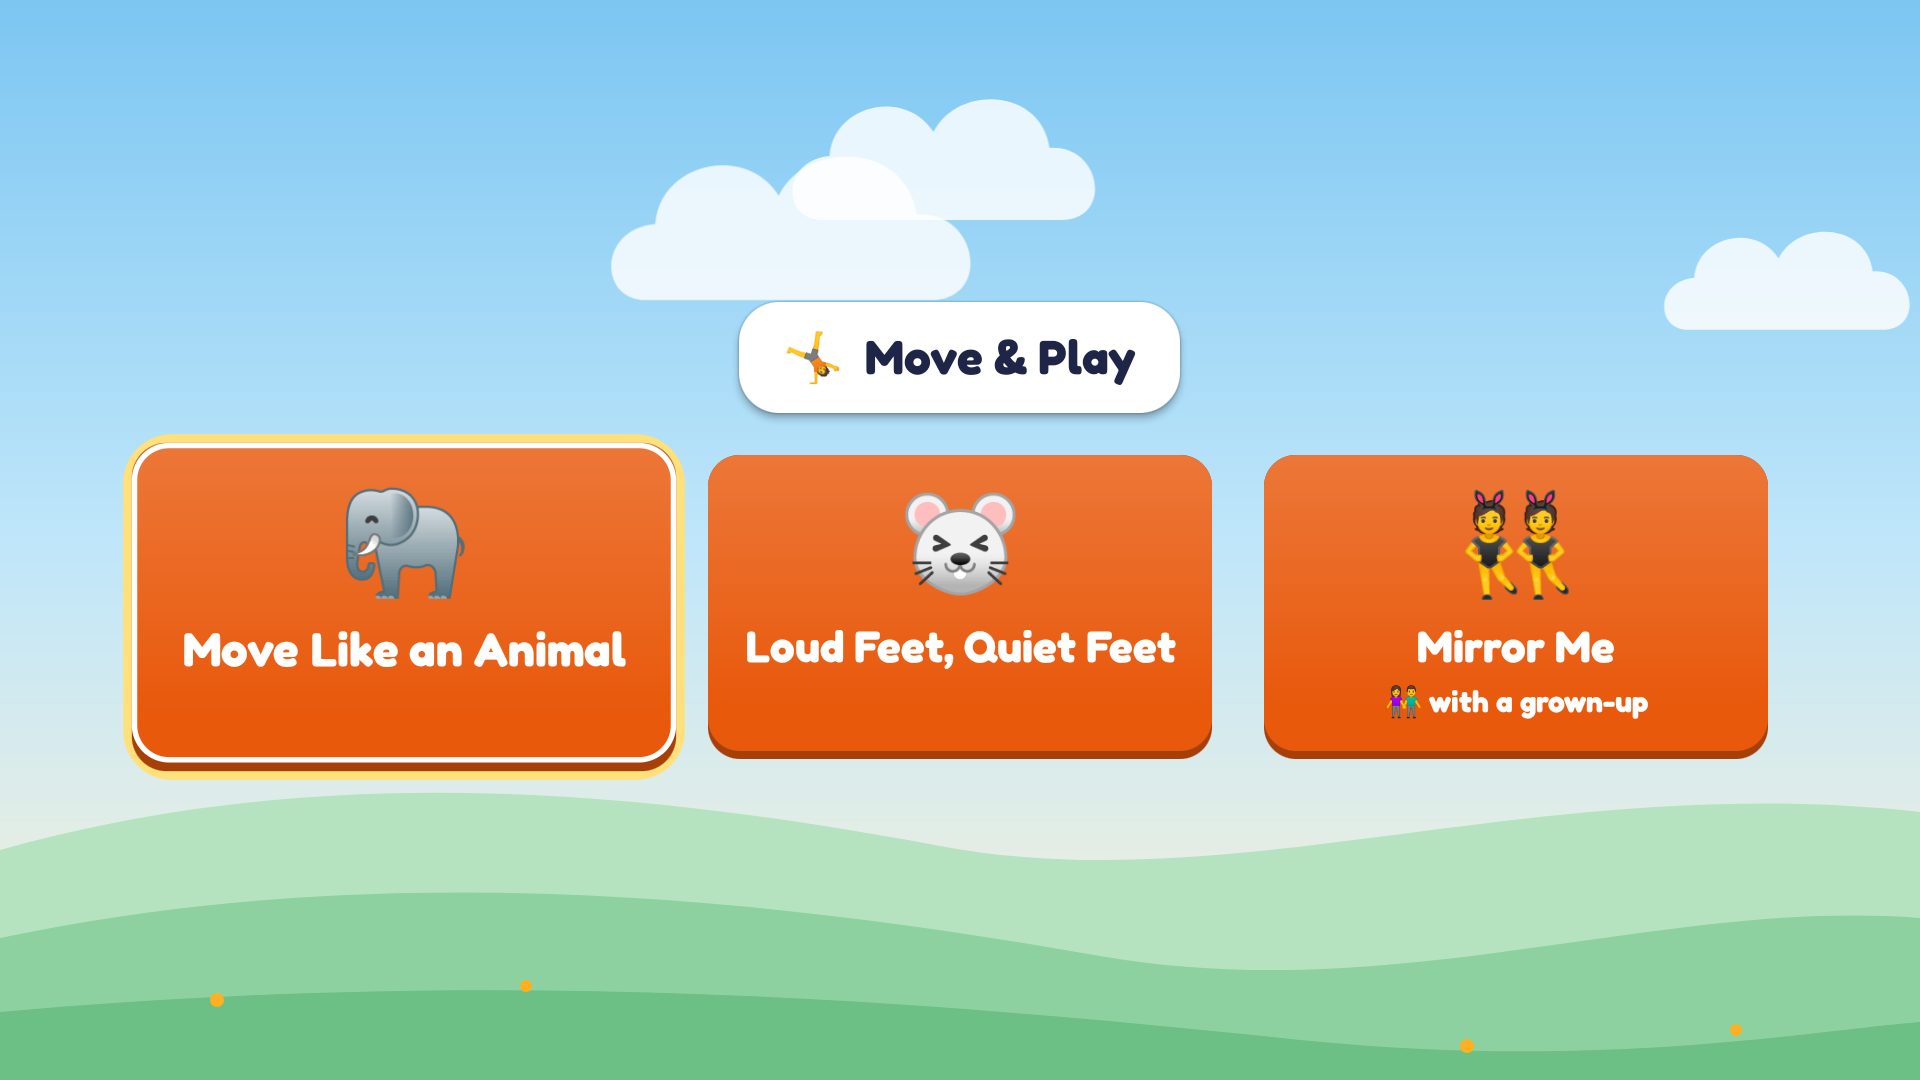 Move & Play
Move Like an Animal
Loud Feet, Quiet Feet
Mirror Me
with a grown-up